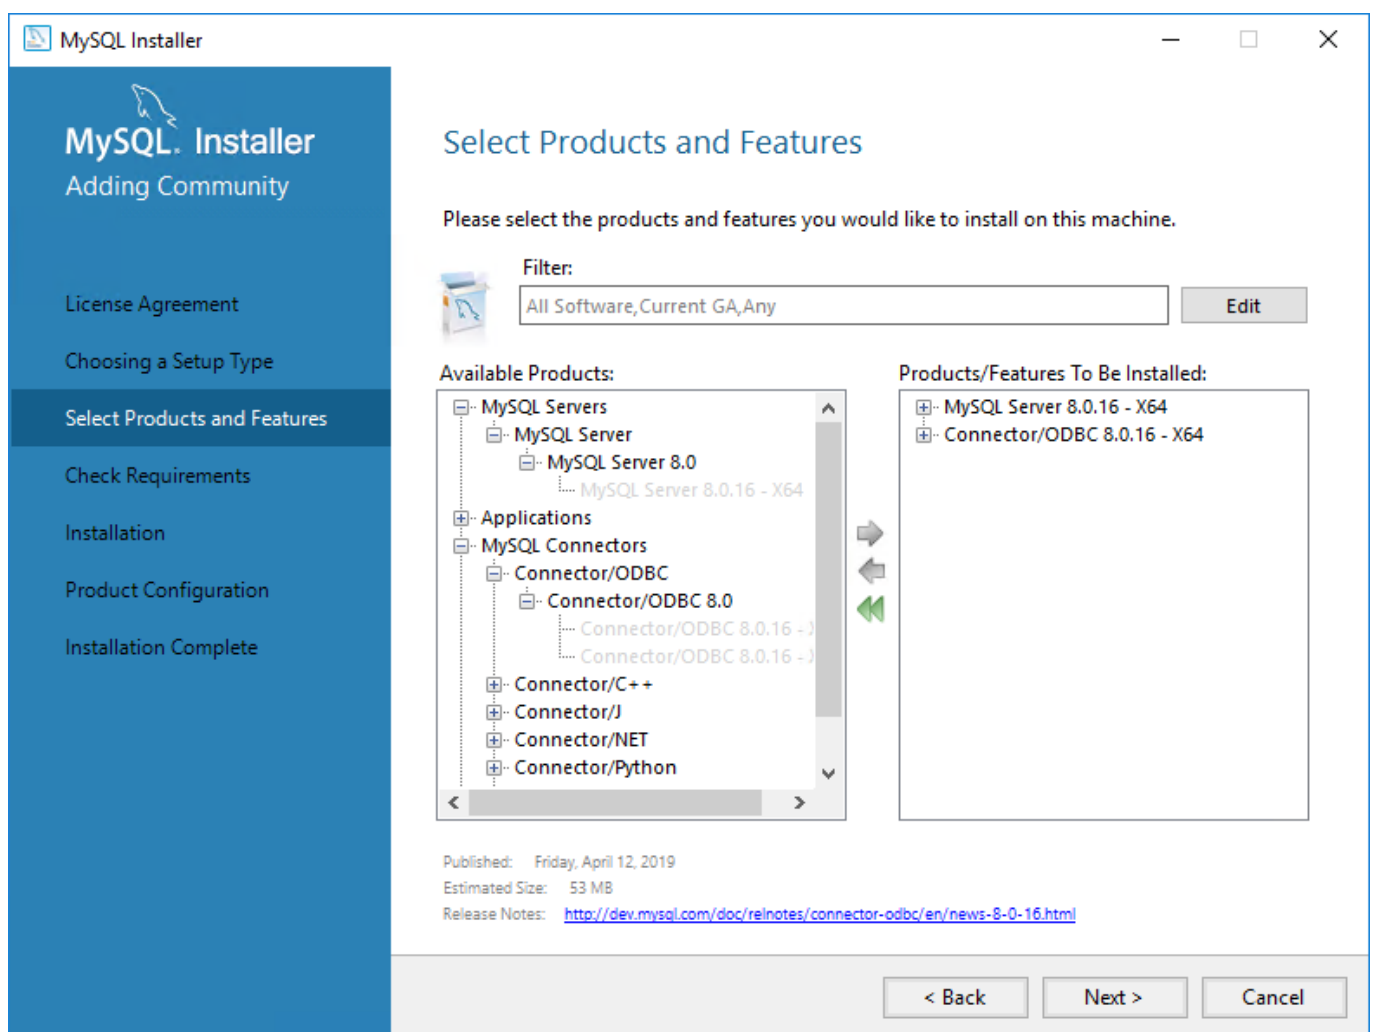 MySQL Installer
MySQL. Installer
Adding Community
License Agreement
Choosing a Setup Type
Select Products and Features
Check Requirements
Installation
Product Configuration
Installation Complete
Select Products and Features
Please select the products and features you would like to install on this machine.
Filter:
All Software,Current GA,Any
Edit
Available Products:
MySQL Servers
MySQL Server
MySQL Server 8.0
MySQL Server 8.0.16 - X64
Applications
MySQL Connectors
Connector/ODBC
Connector/ODBC 8.0
Connector/ODBC 8.0.16 -
Connector/ODBC 8.0.16 -
Connector/C++
Connector/J
Connector/NET
Connector/Python
Products/Features To Be Installed:
MySQL Server 8.0.16 - X64
Connector/ODBC 8.0.16 - X64
Published: Friday, April 12, 2019
Estimated Size: 53 MB
Release Notes: http://dev.mysql.com/doc/relnotes/connector-odbc/en/news-8-0-16.html
< Back
Next >
Cancel